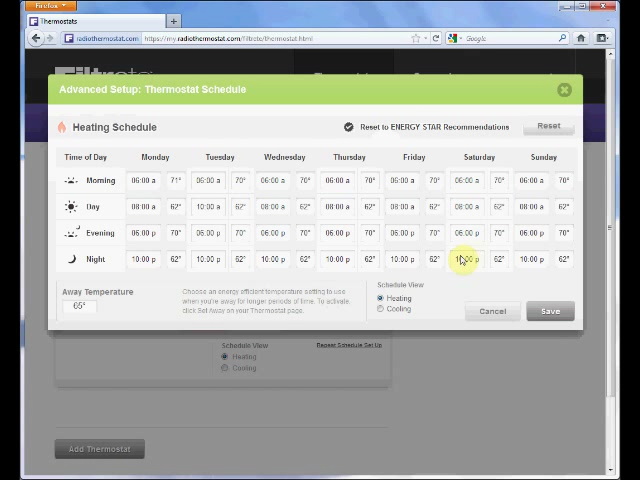 Firefox
Thermostats
radiothermostat.com
https://my.radiothermostat.com/filtrete/thermostat.html
Google
Filtrete
Advanced Setup: Thermostat Schedule
Heating Schedule
Reset to ENERGY STAR Recommendations
Reset
Time of Day Monday Tuesday Wednesday Thursday Friday Saturday Sunday
Morning 06:00 a 71° 06:00 a 70° 06:00 a 70° 06:00 a 70° 06:00 a 70° 06:00 a 70° 06:00 a 70°
Day 08:00 a 62° 10:00 a 62° 08:00 a 62° 08:00 a 62° 08:00 a 62° 08:00 a 62° 08:00 a 62°
Evening 06:00 p 70° 06:00 p 70° 06:00 p 70° 06:00 p 70° 06:00 p 70° 06:00 p 70° 06:00 p 70°
Night 10:00 p 62° 10:00 p 62° 10:00 p 62° 10:00 p 62° 10:00 p 62° 10:00 p 62° 10:00 p 62°
Away Temperature
65°
Choose an energy efficient temperature setting to use
when you're away for longer periods of time. To activate,
click Set Away on your Thermostat page.
Schedule View
Heating
Cooling
Cancel
Save
Schedule View
Heating
Cooling
Repeat Schedule Set Up
Add Thermostat